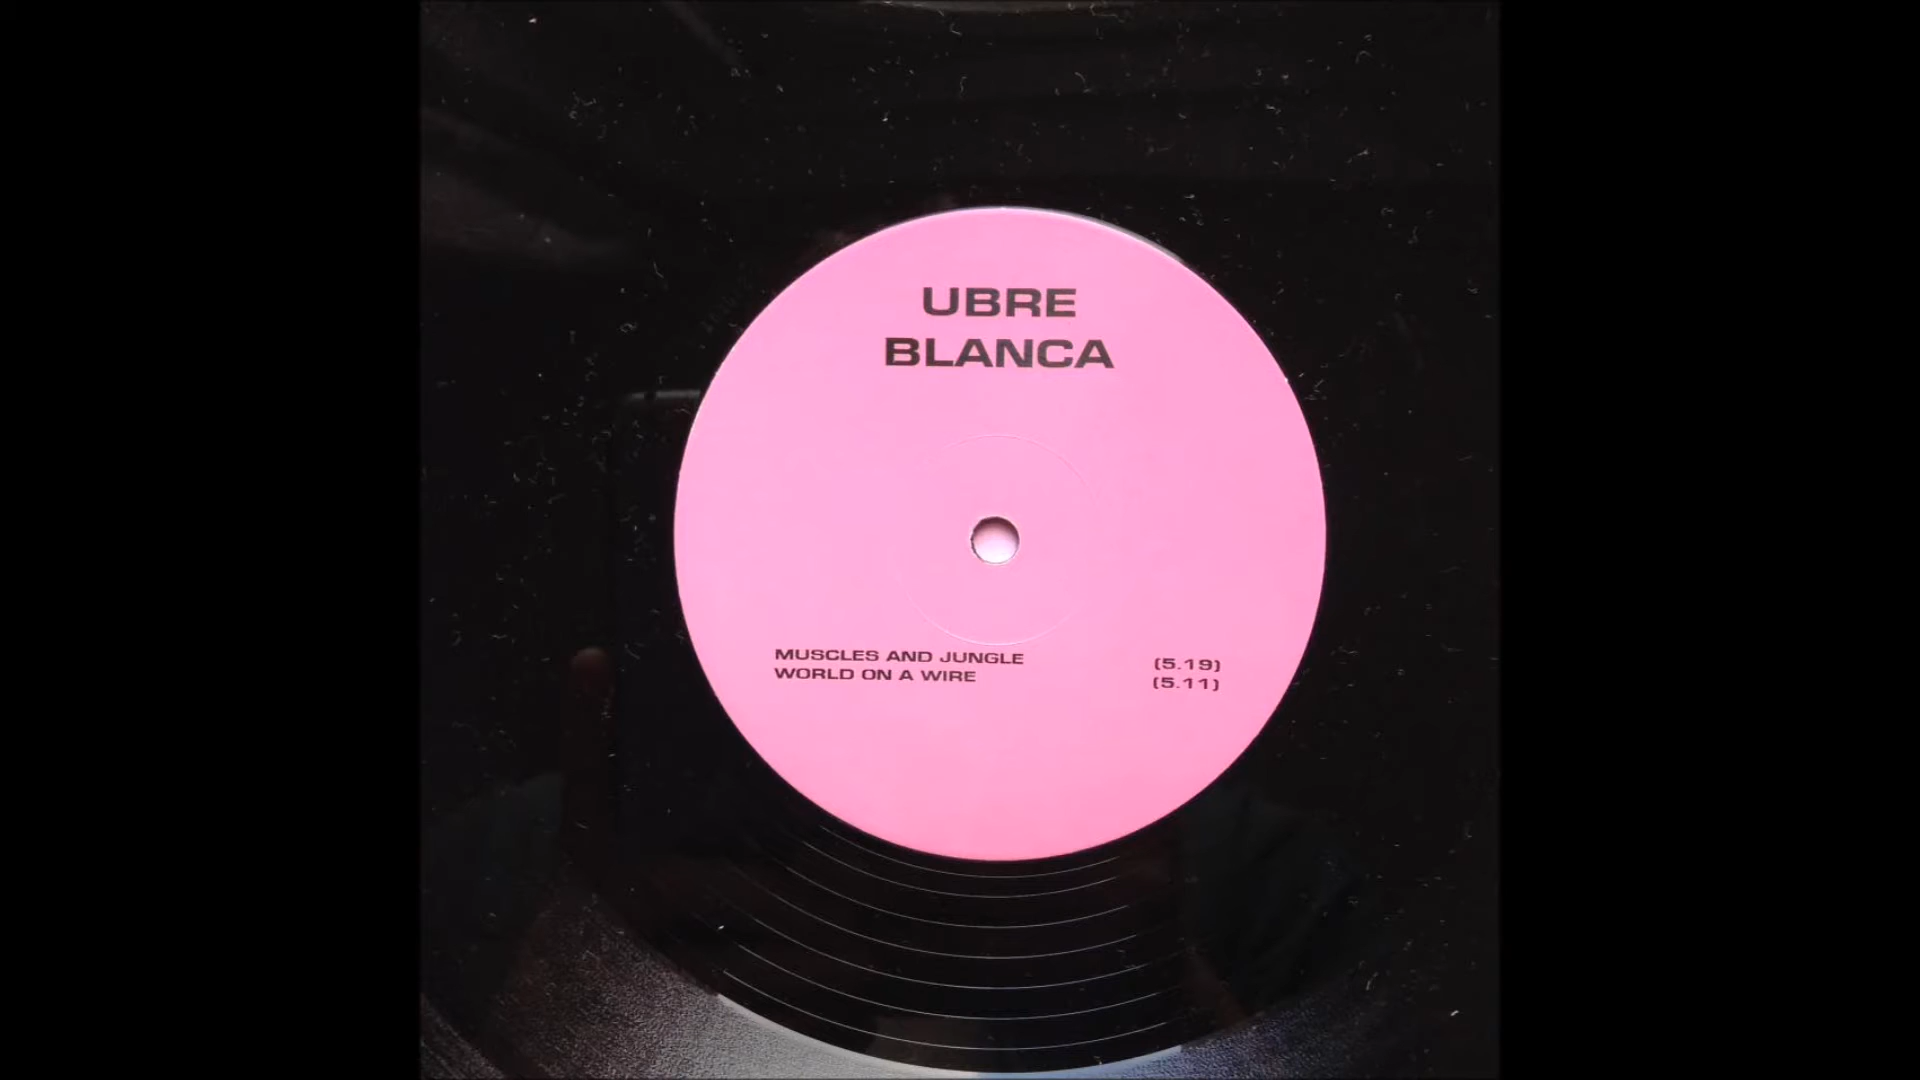 UBRE
BLANCA
MUSCLES AND JUNGLE (5.19)
WORLD ON A WIRE (5.11)